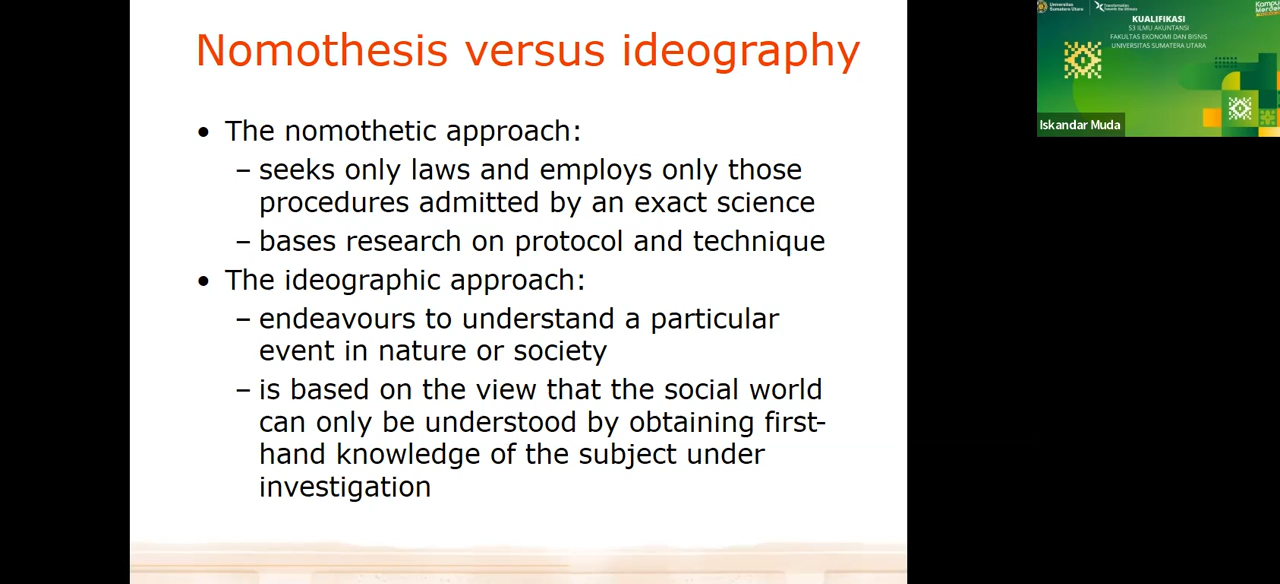 Nomothesis versus ideography
• The nomothetic approach:
– seeks only laws and employs only those
procedures admitted by an exact science
– bases research on protocol and technique
• The ideographic approach:
– endeavours to understand a particular
event in nature or society
– is based on the view that the social world
can only be understood by obtaining first-
hand knowledge of the subject under
investigation
Universitas
Sumatera Utara
KUALIFIKASI
S3 ILMU AKUNTANSI
FAKULTAS EKONOMI DAN BISNIS
UNIVERSITAS SUMATERA UTARA
Iskandar Muda